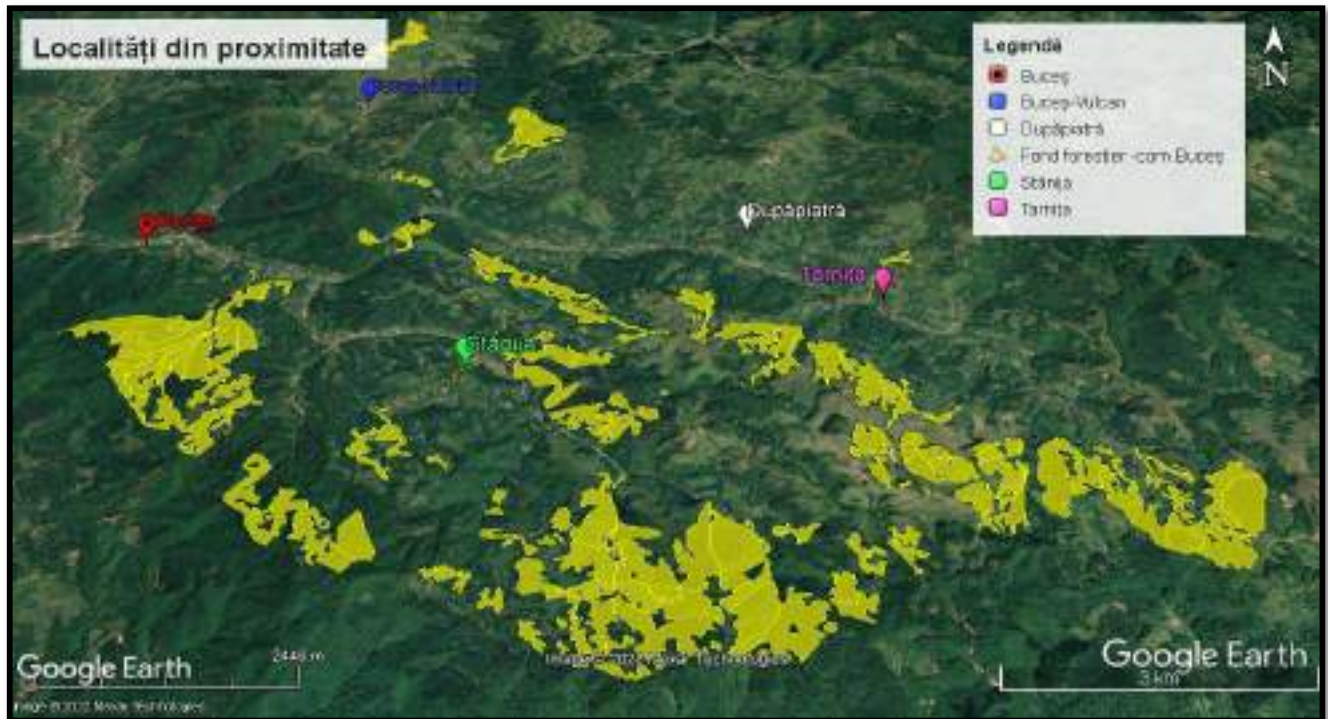 Localități din proximitate
Legendă
Buceș
Buceș-Vulcan
Dupăpiatră
Fond forestier -com Buceș
Stănija
Tarnița
N
Dupăpiatră
Tarnița
Stănija
Google Earth
2446 m
Google Earth
3 km